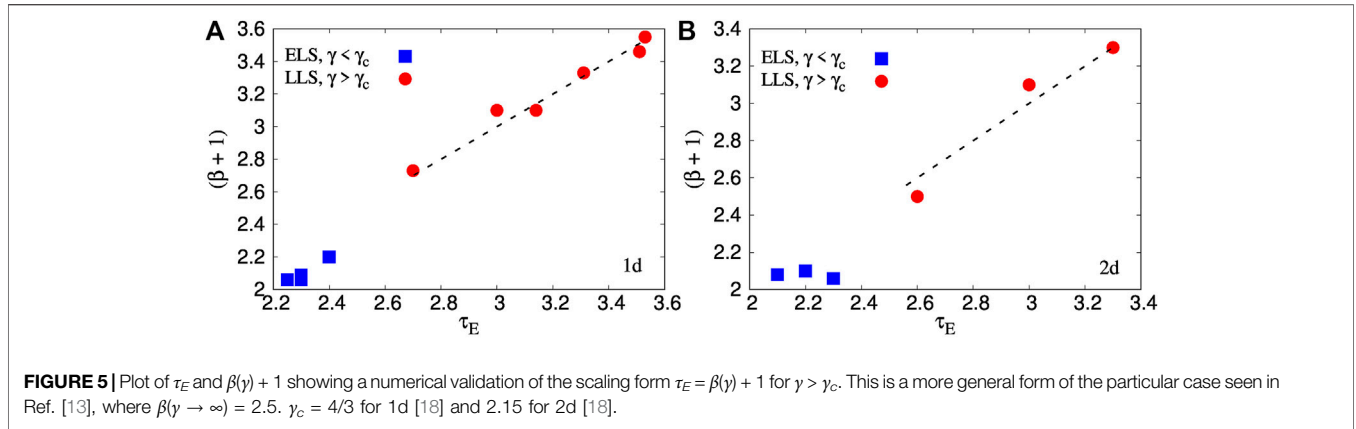 A
3.6
3.4
3.2
3
2.8
2.6
2.4
2.2
2
(β + 1)
ELS, γ < γc
LLS, γ > γc
1d
2.2 2.4 2.6 2.8 3 3.2 3.4 3.6
τE
B
3.4
3.2
3
2.8
2.6
2.4
2.2
2
(β + 1)
ELS, γ < γc
LLS, γ > γc
2d
2 2.2 2.4 2.6 2.8 3 3.2 3.4
τE
FIGURE 5 | Plot of τE and β(γ) + 1 showing a numerical validation of the scaling form τE = β(γ) + 1 for γ > γc. This is a more general form of the particular case seen in
Ref. [13], where β(γ → ∞) = 2.5. γc = 4/3 for 1d [18] and 2.15 for 2d [18].